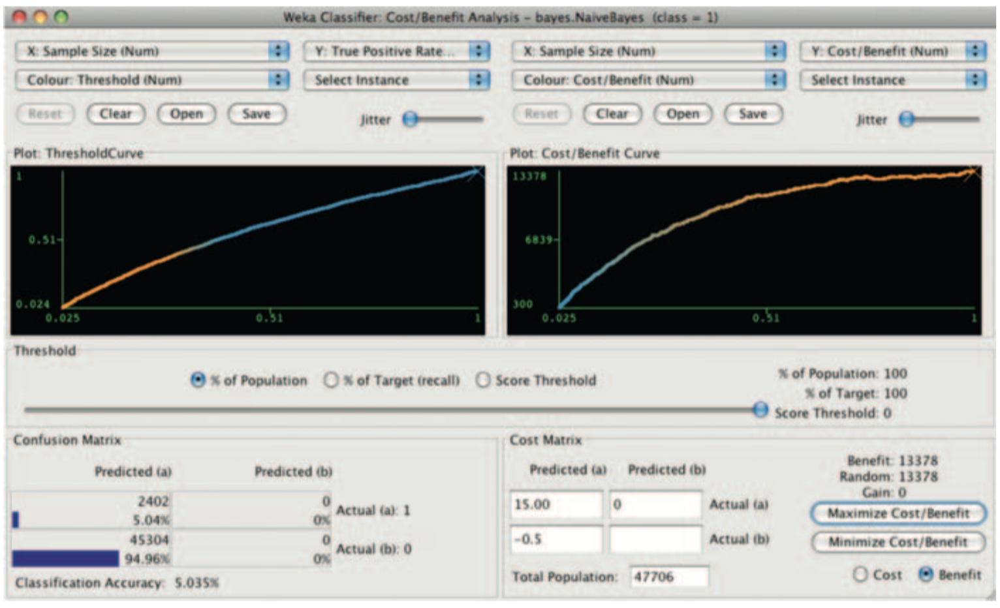 Weka Classifier: Cost/Benefit Analysis – bayes.NaiveBayes (class = 1)
X: Sample Size (Num)
Y: True Positive Rate...
X: Sample Size (Num)
Y: Cost/Benefit (Num)
Colour: Threshold (Num)
Select Instance
Colour: Cost/Benefit (Num)
Select Instance
Reset
Clear
Open
Save
Jitter
Reset
Clear
Open
Save
Jitter
Plot: ThresholdCurve
1
0.51
0.024
0.025
0.51
1
Plot: Cost/Benefit Curve
13378
6839
300
0.025
0.51
1
Threshold
% of Population
% of Target (recall)
Score Threshold
% of Population: 100
% of Target: 100
Score Threshold: 0
Confusion Matrix
Predicted (a)
Predicted (b)
2402
0
5.04%
0%
Actual (a): 1
45304
0
94.96%
0%
Actual (b): 0
Classification Accuracy: 5.035%
Cost Matrix
Predicted (a)
Predicted (b)
15.00
0
Actual (a)
-0.5
Actual (b)
Total Population:
47706
Benefit: 13378
Random: 13378
Gain: 0
Maximize Cost/Benefit
Minimize Cost/Benefit
Cost
Benefit